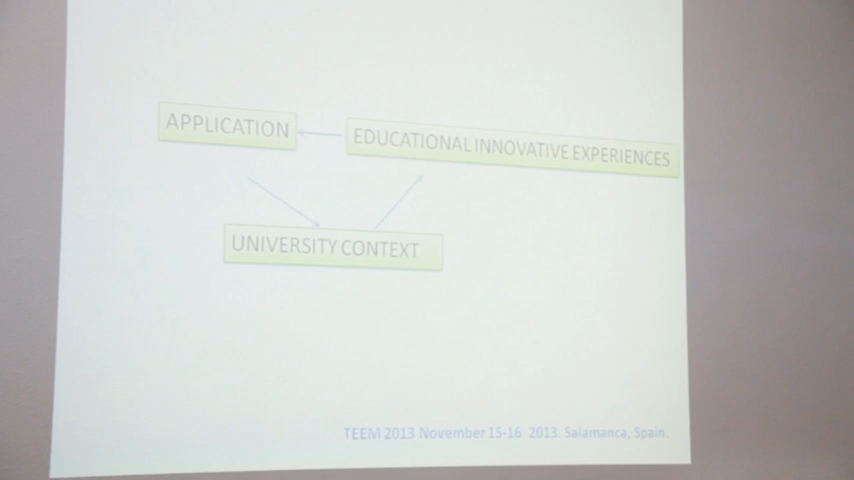 APPLICATION
EDUCATIONAL INNOVATIVE EXPERIENCES
UNIVERSITY CONTEXT
TEEM 2013 November 15-16 2013. Salamanca, Spain.